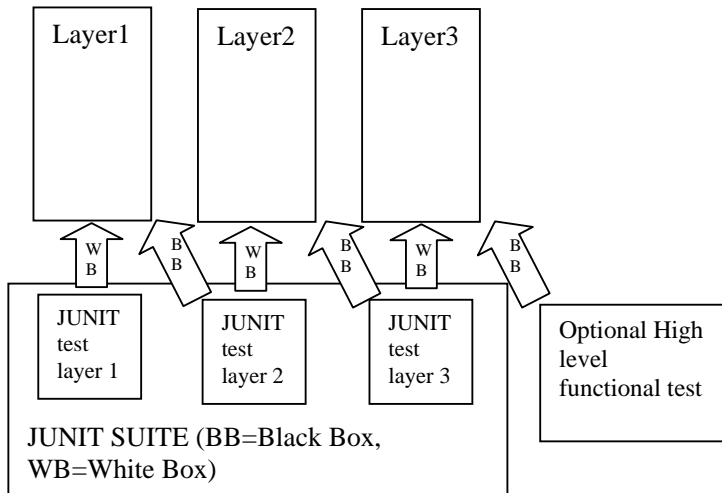 Layer1
Layer2
Layer3
W
B
B
B
W
B
B
B
W
B
B
B
JUNIT
test
layer 1
JUNIT
test
layer 2
JUNIT
test
layer 3
Optional High
level
functional test
JUNIT SUITE (BB=Black Box,
WB=White Box)